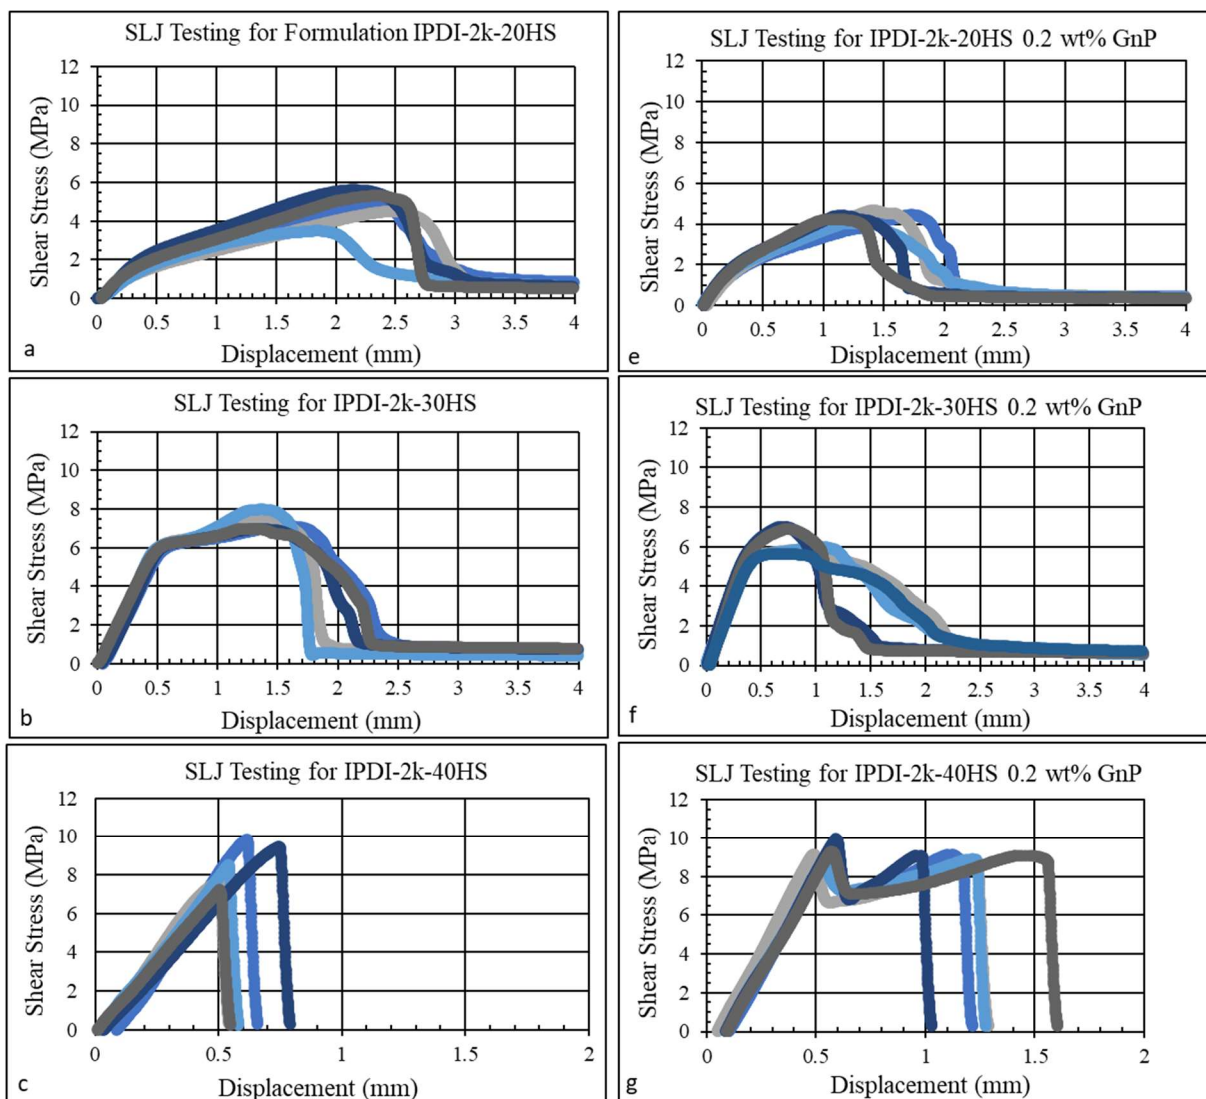 SLJ Testing for Formulation IPDI-2k-20HS
12
10
8
6
4
2
0
Shear Stress (MPa)
0 0.5 1 1.5 2 2.5 3 3.5 4
Displacement (mm)
a
SLJ Testing for IPDI-2k-20HS 0.2 wt% GnP
12
10
8
6
4
2
0
Shear Stress (MPa)
0 0.5 1 1.5 2 2.5 3 3.5 4
Displacement (mm)
e
SLJ Testing for IPDI-2k-30HS
12
10
8
6
4
2
0
Shear Stress (MPa)
0 0.5 1 1.5 2 2.5 3 3.5 4
Displacement (mm)
b
SLJ Testing for IPDI-2k-30HS 0.2 wt% GnP
12
10
8
6
4
2
0
Shear Stress (MPa)
0 0.5 1 1.5 2 2.5 3 3.5 4
Displacement (mm)
f
SLJ Testing for IPDI-2k-40HS
12
10
8
6
4
2
0
Shear Stress (MPa)
0 0.5 1 1.5 2
Displacement (mm)
c
SLJ Testing for IPDI-2k-40HS 0.2 wt% GnP
12
10
8
6
4
2
0
Shear Stress (MPa)
0 0.5 1 1.5 2
Displacement (mm)
g